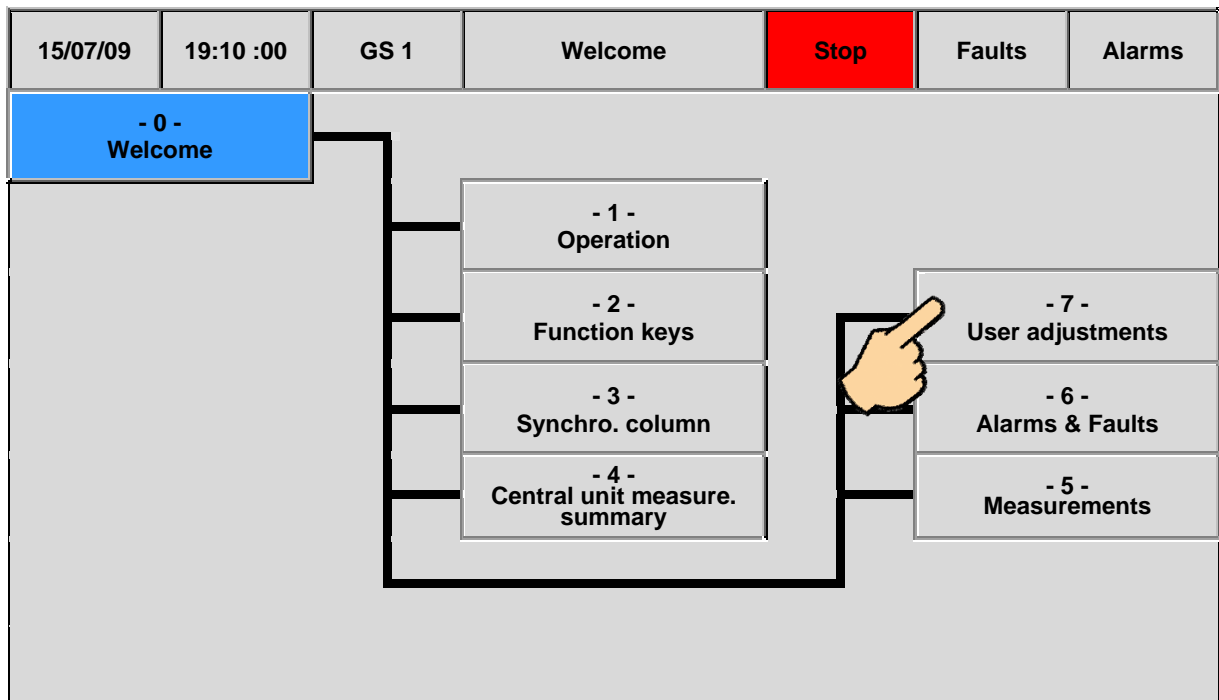 15/07/09
19:10 :00
GS 1
Welcome
Stop
Faults
Alarms
- 0 -
Welcome
- 1 -
Operation
- 2 -
Function keys
- 3 -
Synchro. column
- 4 -
Central unit measure.
summary
- 7 -
User adjustments
- 6 -
Alarms & Faults
- 5 -
Measurements